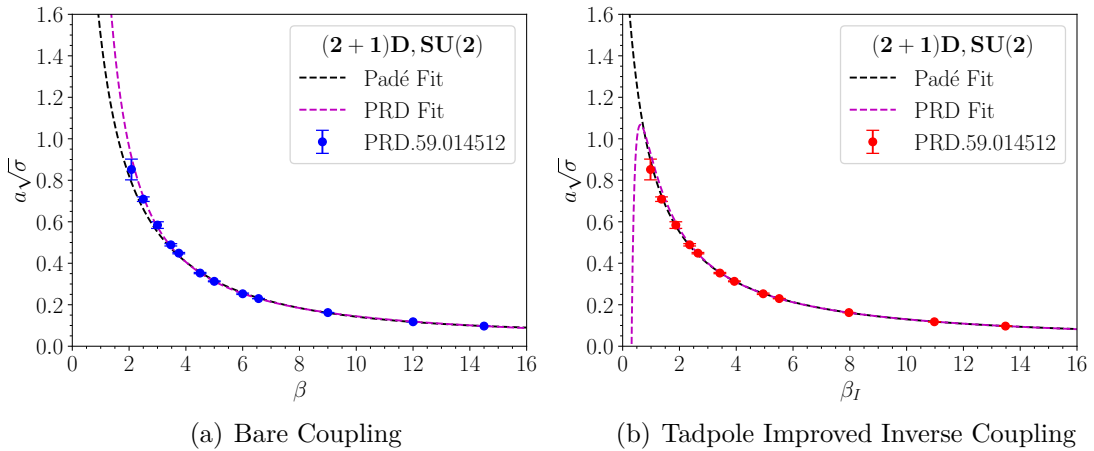 1.6
1.4
1.2
1.0
0.8
0.6
0.4
0.2
0.0
a√σ
0 2 4 6 8 10 12 14 16
β
(2 + 1)D, SU(2)
Padé Fit
PRD Fit
PRD.59.014512
(a) Bare Coupling
1.6
1.4
1.2
1.0
0.8
0.6
0.4
0.2
0.0
a√σ
0 2 4 6 8 10 12 14 16
β_I
(2 + 1)D, SU(2)
Padé Fit
PRD Fit
PRD.59.014512
(b) Tadpole Improved Inverse Coupling